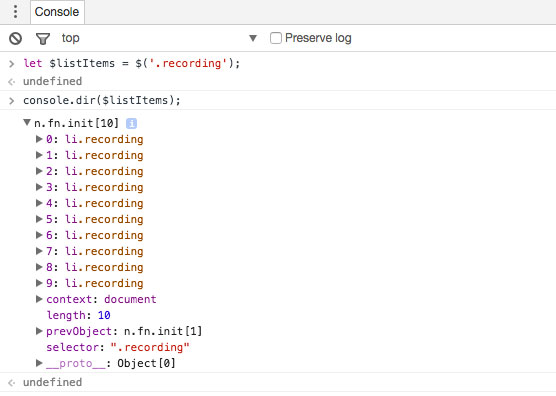 Console
top Preserve log
let $listItems = $('.recording');
undefined
console.dir($listItems);
n.fn.init[10] i
0: li.recording
1: li.recording
2: li.recording
3: li.recording
4: li.recording
5: li.recording
6: li.recording
7: li.recording
8: li.recording
9: li.recording
context: document
length: 10
prevObject: n.fn.init[1]
selector: ".recording"
__proto__: Object[0]
undefined